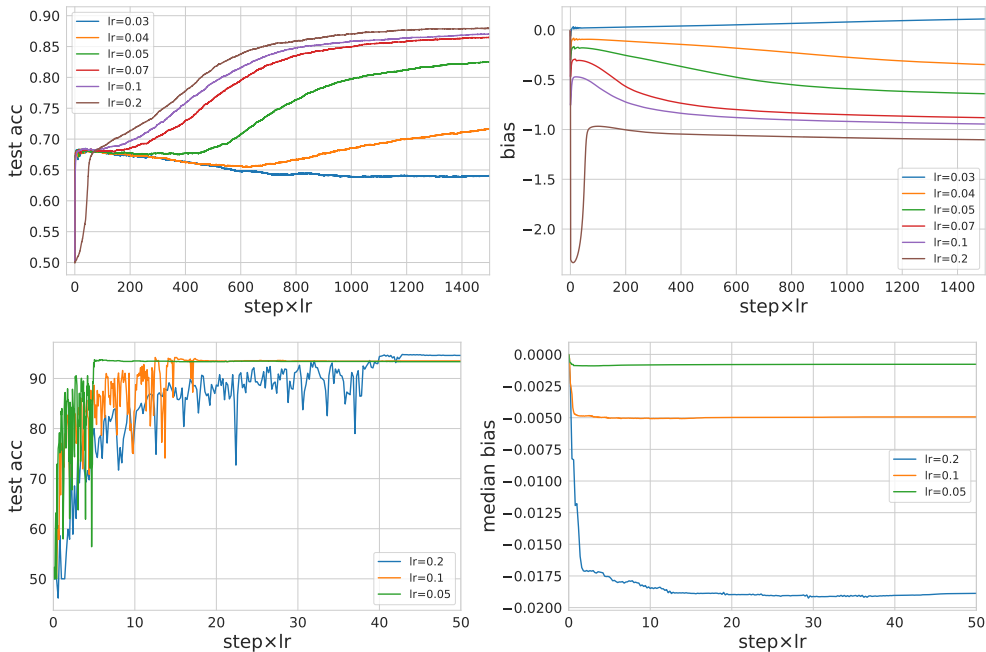 lr=0.03
lr=0.04
lr=0.05
lr=0.07
lr=0.1
lr=0.2
0.85
0.80
0.75
0.70
0.65
0.60
0.55
0.50
test acc
0 200 400 600 800 1000 1200 1400
step×lr
0.0
−0.5
−1.0
−1.5
−2.0
bias
lr=0.03
lr=0.04
lr=0.05
lr=0.07
lr=0.1
lr=0.2
0 200 400 600 800 1000 1200 1400
step×lr
90
80
70
60
50
test acc
lr=0.2
lr=0.1
lr=0.05
0 10 20 30 40 50
step×lr
0.0000
−0.0025
−0.0050
−0.0075
−0.0100
−0.0125
−0.0150
−0.0175
−0.0200
median bias
lr=0.2
lr=0.1
lr=0.05
0 10 20 30 40 50
step×lr